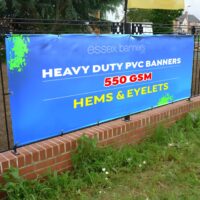 essex banners
HEAVY DUTY PVC BANNERS
550 GSM
HEMS & EYELETS